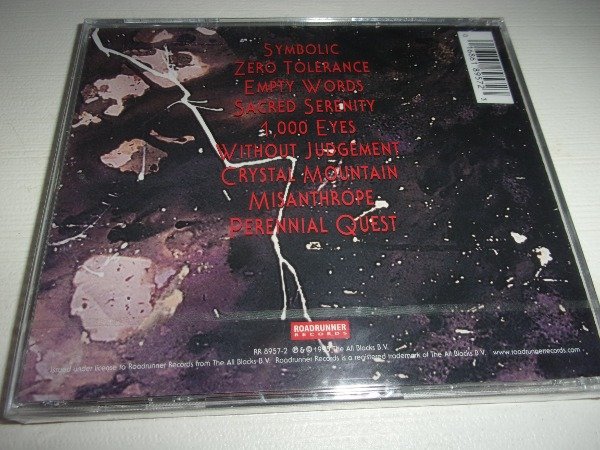 SYMBOLIC
ZERO TOLERANCE
EMPTY WORDS
SACRED SERENITY
1,000 EYES
WITHOUT JUDGEMENT
CRYSTAL MOUNTAIN
MISANTHROPE
PERENNIAL QUEST
ROADRUNNER
RECORDS
RR 8957-2 ℗ & © The All Blacks B.V.
Issued under license to Roadrunner Records from The All Blacks B.V. Roadrunner Records is a registered trademark of The All Blacks B.V. www.roadrunnerrecords.com